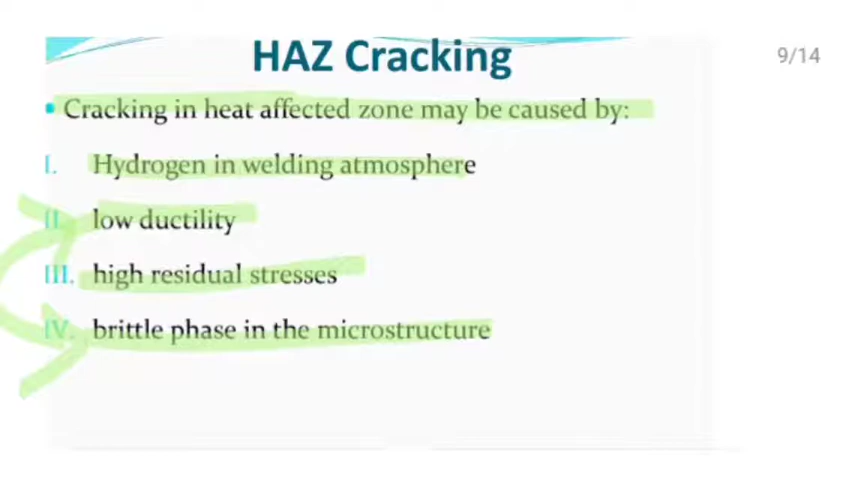 HAZ Cracking
9/14
• Cracking in heat affected zone may be caused by:
I. Hydrogen in welding atmosphere
II. low ductility
III. high residual stresses
IV. brittle phase in the microstructure